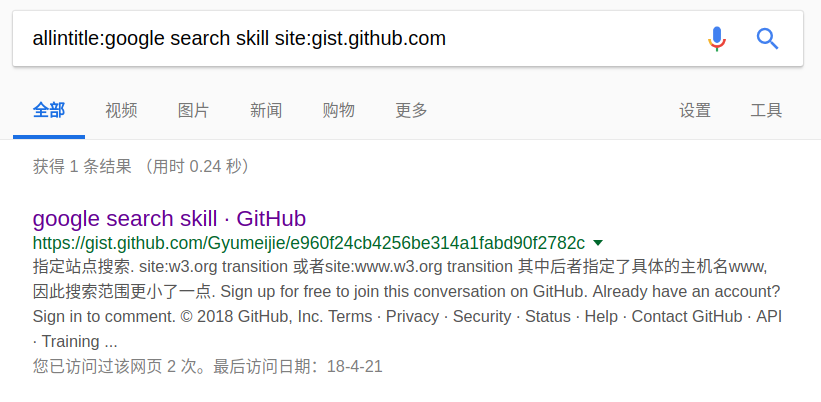 allintitle:google search skill site:gist.github.com
全部 视频 图片 新闻 购物 更多 设置 工具
获得 1 条结果 （用时 0.24 秒）
google search skill · GitHub
https://gist.github.com/Gyumeijie/e960f24cb4256be314a1fabd90f2782c
指定站点搜索. site:w3.org transition 或者site:www.w3.org transition 其中后者指定了具体的主机名www,
因此搜索范围更小了一点. Sign up for free to join this conversation on GitHub. Already have an account?
Sign in to comment. © 2018 GitHub, Inc. Terms · Privacy · Security · Status · Help · Contact GitHub · API
· Training ...
您已访问过该网页 2 次。最后访问日期：18-4-21